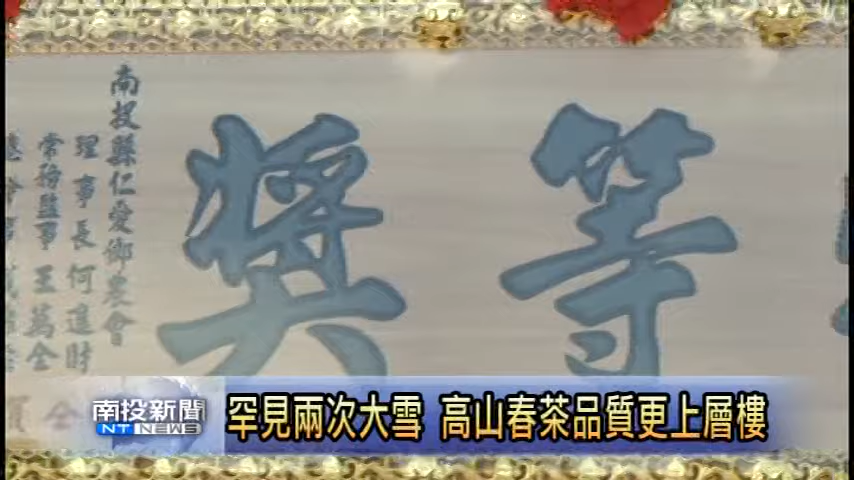 等獎
南投縣仁愛鄉農會
理事長何進財
常務監事王萬全
南投新聞
NT NEWS
罕見兩次大雪 高山春茶品質更上層樓